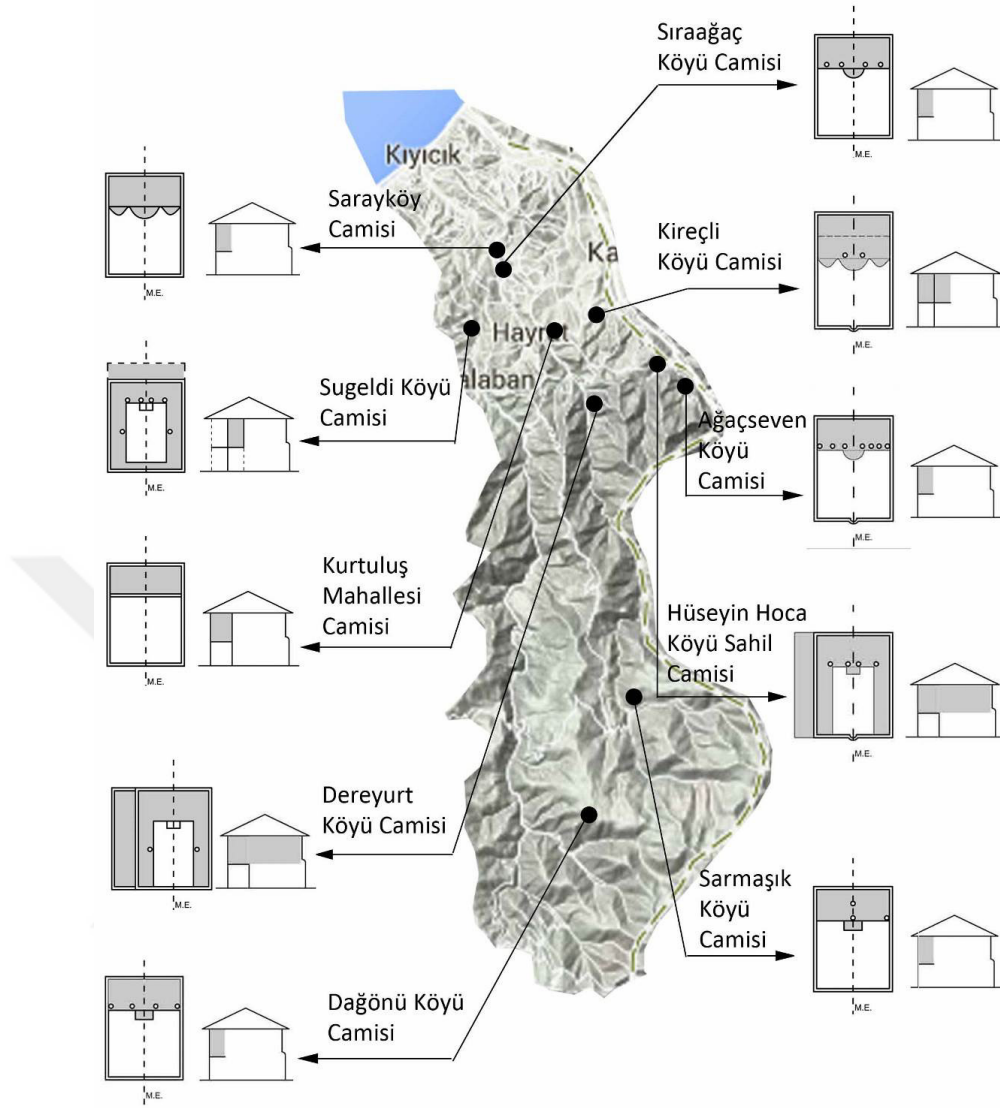 Sıraağaç
Köyü Camisi
Kıyıcık
Sarayköy
Camisi
M.E.
M.E.
Kireçli
Köyü Camisi
Ka
Hayrat
alaban
M.E.
Sugeldi Köyü
Camisi
M.E.
Ağaçseven
Köyü
Camisi
M.E.
Kurtuluş
Mahallesi
Camisi
M.E.
Hüseyin Hoca
Köyü Sahil
Camisi
M.E.
Dereyurt
Köyü Camisi
M.E.
Sarmaşık
Köyü
Camisi
M.E.
Dağönü Köyü
Camisi
M.E.